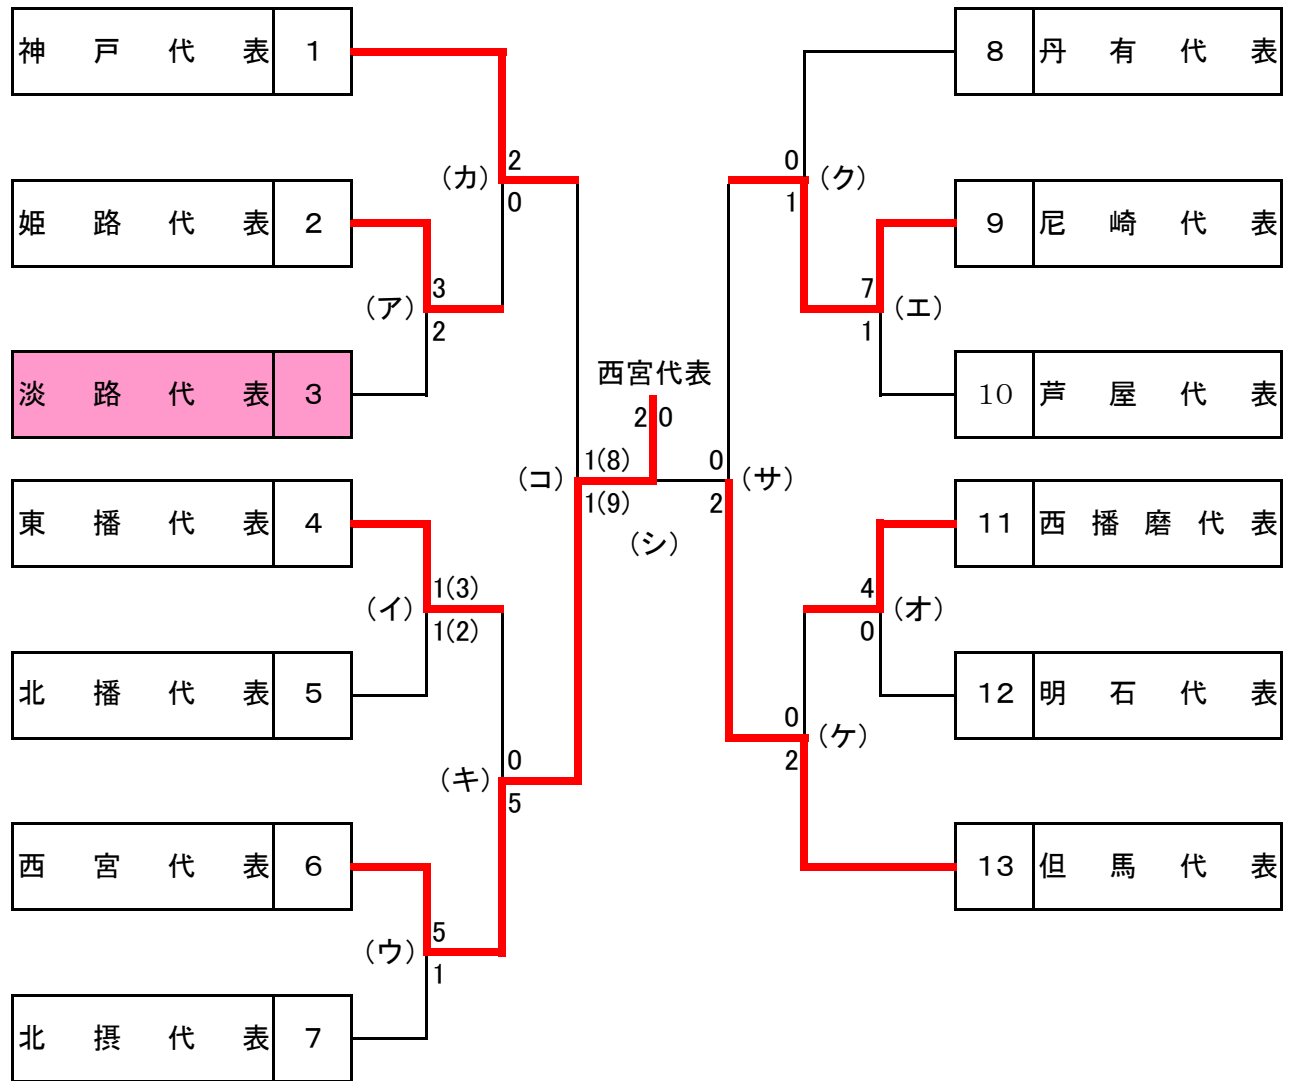 神戸代表 1
姫路代表 2
淡路代表 3
東播代表 4
北播代表 5
西宮代表 6
北摂代表 7
(カ) 2
0
(ア) 3
2
(イ) 1(3)
1(2)
(キ) 0
5
(ウ) 5
1
西宮代表
2 0
(コ) 1(8)
1(9)
(シ)
0 (サ)
2
0 (ク)
1
7 (エ)
1
4 (オ)
0
0 (ケ)
2
8 丹有代表
9 尼崎代表
10 芦屋代表
11 西播磨代表
12 明石代表
13 但馬代表